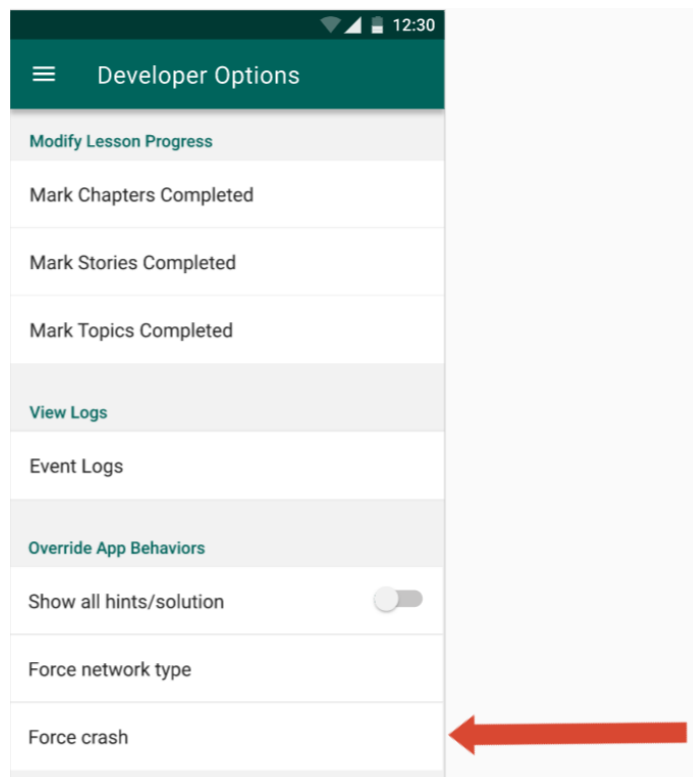 12:30
Developer Options
Modify Lesson Progress
Mark Chapters Completed
Mark Stories Completed
Mark Topics Completed
View Logs
Event Logs
Override App Behaviors
Show all hints/solution
Force network type
Force crash